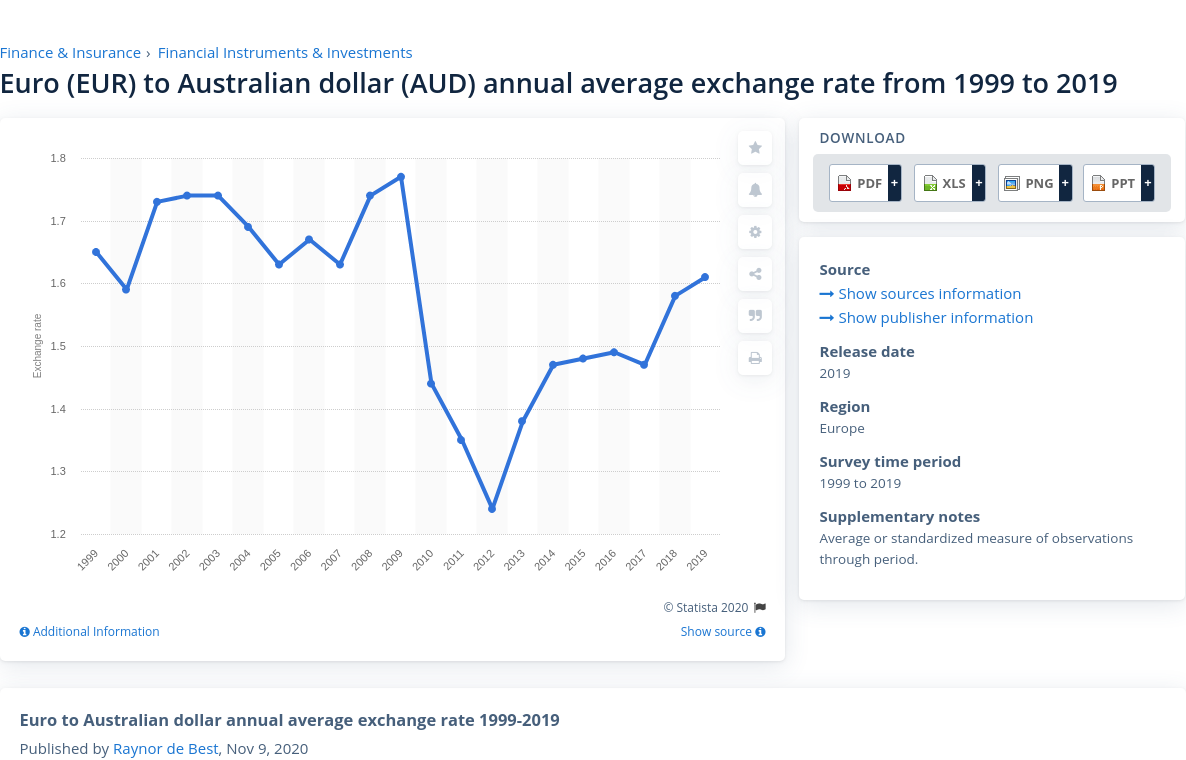 Finance & Insurance › Financial Instruments & Investments
Euro (EUR) to Australian dollar (AUD) annual average exchange rate from 1999 to 2019
1.8
1.7
1.6
1.5
1.4
1.3
1.2
Exchange rate
1999 2000 2001 2002 2003 2004 2005 2006 2007 2008 2009 2010 2011 2012 2013 2014 2015 2016 2017 2018 2019
© Statista 2020
Additional Information
Show source
DOWNLOAD
PDF + XLS + PNG + PPT +
Source
Show sources information
Show publisher information
Release date
2019
Region
Europe
Survey time period
1999 to 2019
Supplementary notes
Average or standardized measure of observations
through period.
Euro to Australian dollar annual average exchange rate 1999-2019
Published by Raynor de Best, Nov 9, 2020